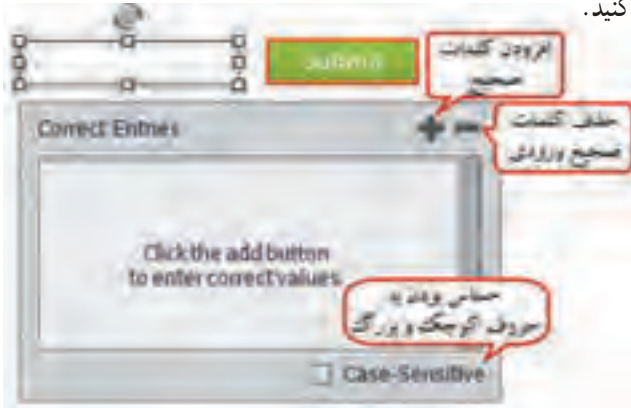 کنید.
افزودن کلمات
صحیح
Submit
حذف کلمات
صحیح ورودی
Correct Entries
Click the add button
to enter correct values
حساس بودن به
حروف کوچک و بزرگ
Case-Sensitive